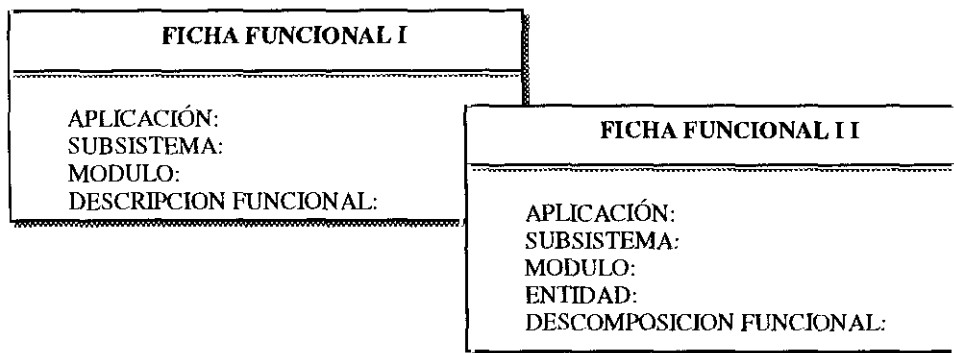 FICHA FUNCIONAL I
APLICACIÓN:
SUBSISTEMA:
MODULO:
DESCRIPCION FUNCIONAL:
FICHA FUNCIONAL I I
APLICACIÓN:
SUBSISTEMA:
MODULO:
ENTIDAD:
DESCOMPOSICION FUNCIONAL: